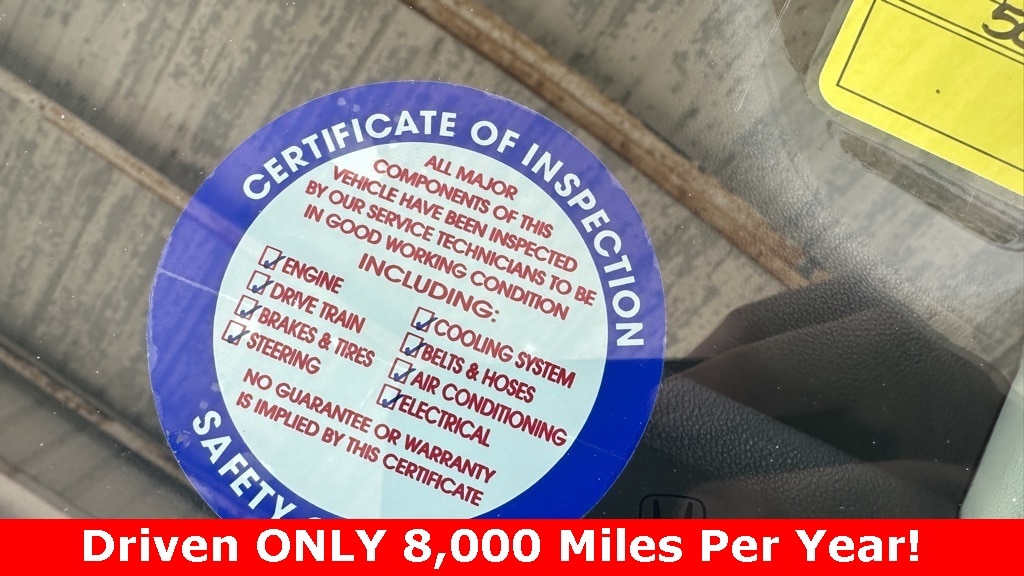 CERTIFICATE OF INSPECTION
ALL MAJOR
COMPONENTS OF THIS
VEHICLE HAVE BEEN INSPECTED
BY OUR SERVICE TECHNICIANS TO BE
IN GOOD WORKING CONDITION
INCLUDING:
ENGINE
DRIVE TRAIN
BRAKES & TIRES
STEERING
COOLING SYSTEM
BELTS & HOSES
AIR CONDITIONING
ELECTRICAL
NO GUARANTEE OR WARRANTY
IS IMPLIED BY THIS CERTIFICATE
SAFETY
Driven ONLY 8,000 Miles Per Year!